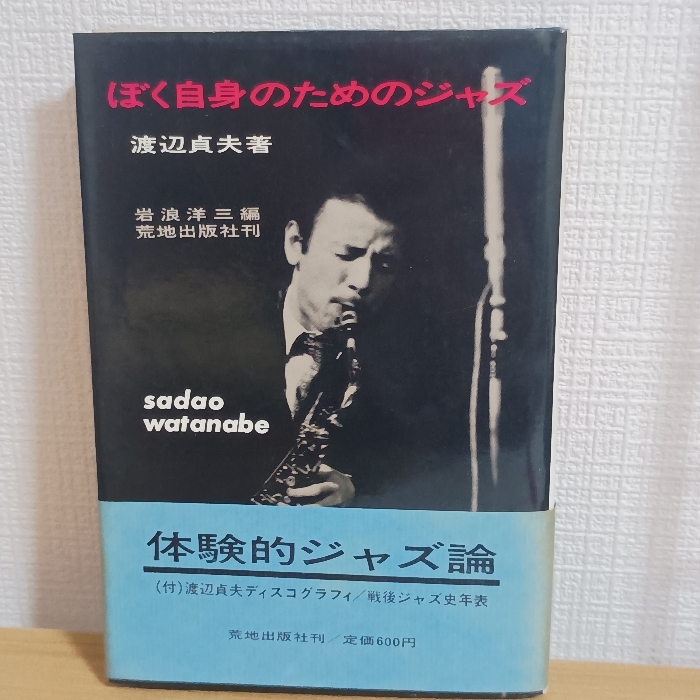 ぼく自身のためのジャズ
渡辺貞夫著
岩浪洋三編
荒地出版社刊
sadao
watanabe
体験的ジャズ論
(付)渡辺貞夫ディスコグラフィ/戦後ジャズ史年表
荒地出版社刊/定価600円